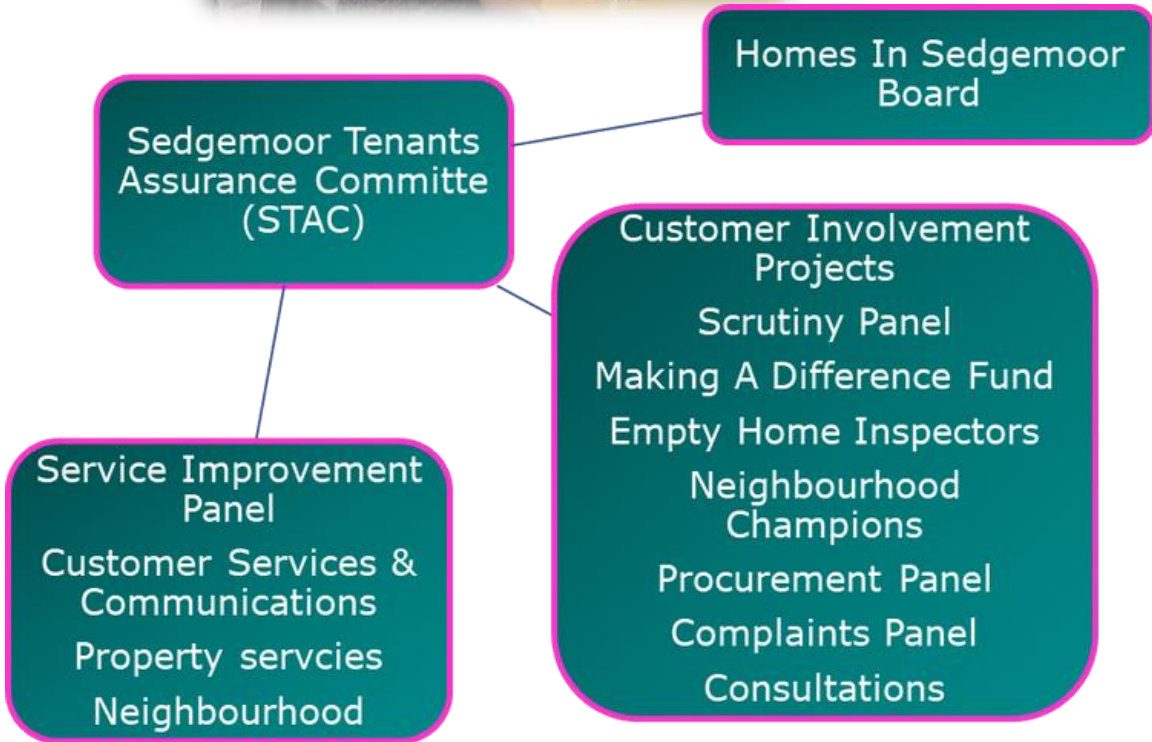 Homes In Sedgemoor
Board
Sedgemoor Tenants
Assurance Committe
(STAC)
Customer Involvement
Projects
Scrutiny Panel
Making A Difference Fund
Empty Home Inspectors
Neighbourhood
Champions
Procurement Panel
Complaints Panel
Consultations
Service Improvement
Panel
Customer Services &
Communications
Property servcies
Neighbourhood